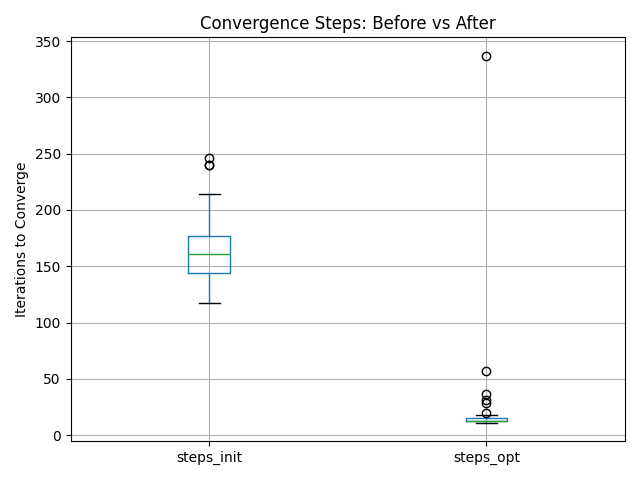 Convergence Steps: Before vs After
Iterations to Converge
350
300
250
200
150
100
50
0
steps_init
steps_opt